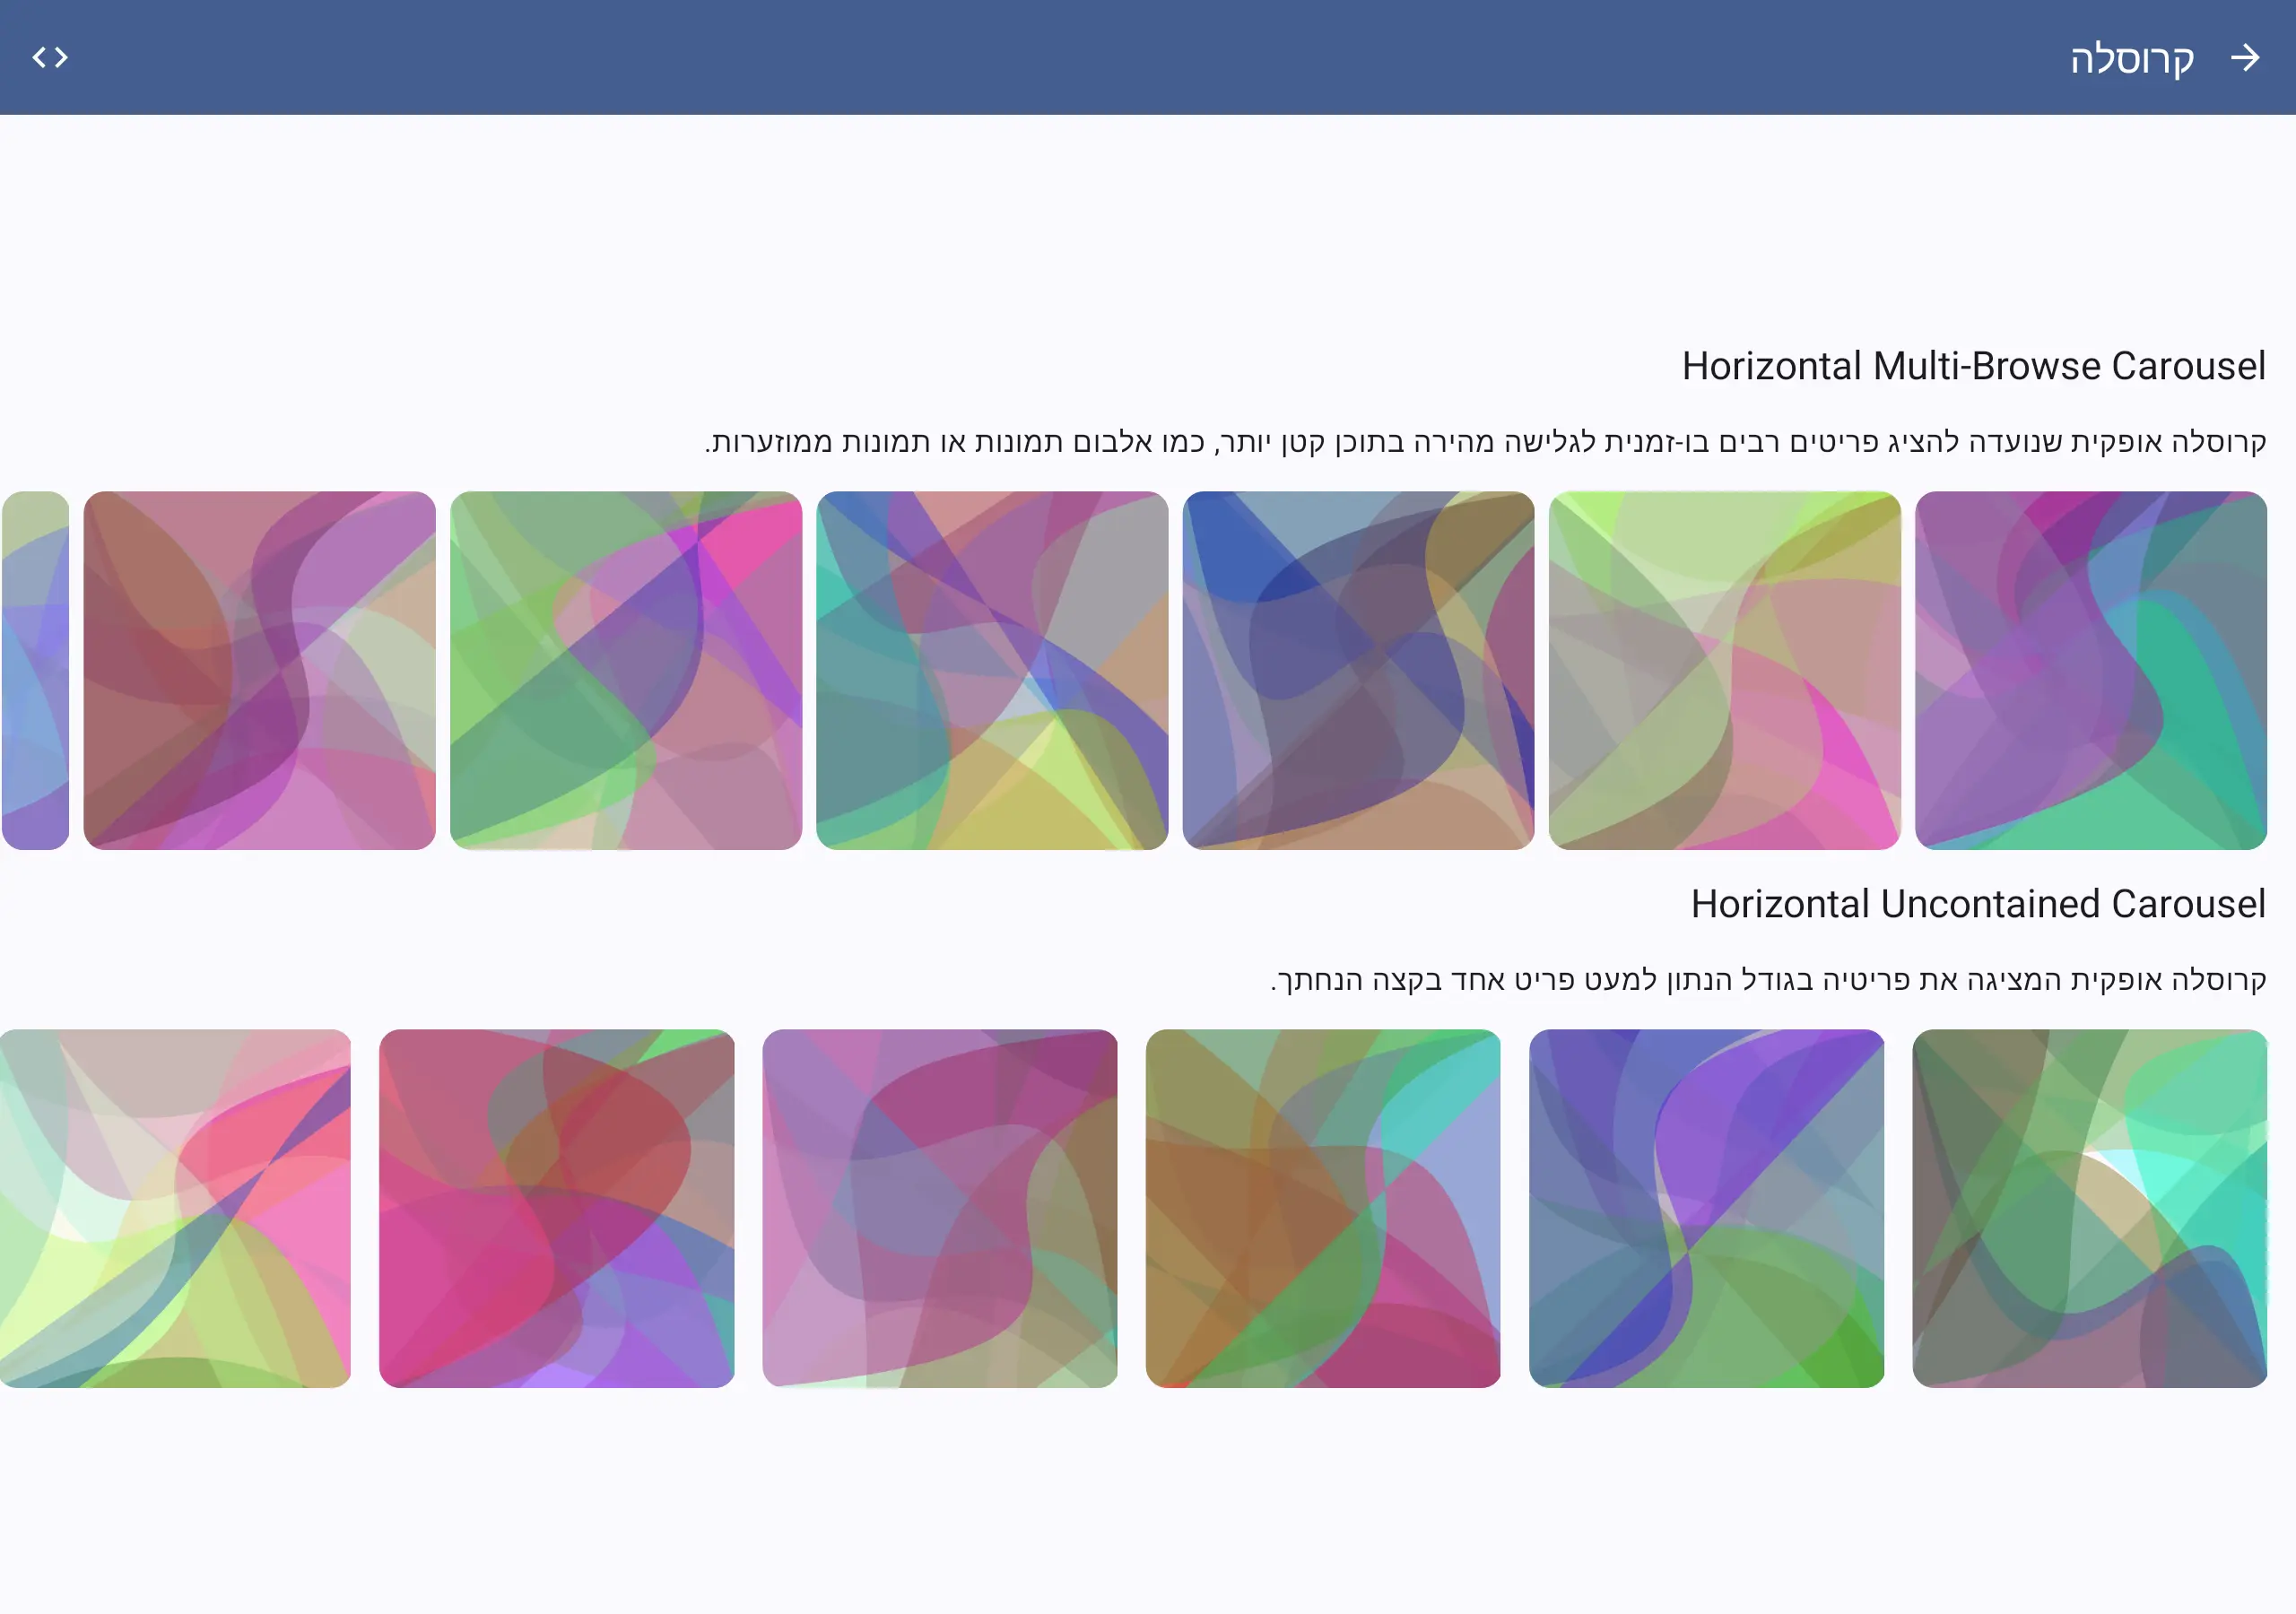 קרוסלה
Horizontal Multi-Browse Carousel
קרוסלה אופקית שנועדה להציג פריטים רבים בו-זמנית לגלישה מהירה בתוכן קטן יותר, כמו אלבום תמונות או תמונות ממוזערות.
Horizontal Uncontained Carousel
קרוסלה אופקית המציגה את פריטיה בגודל הנתון למעט פריט אחד בקצה הנחתך.